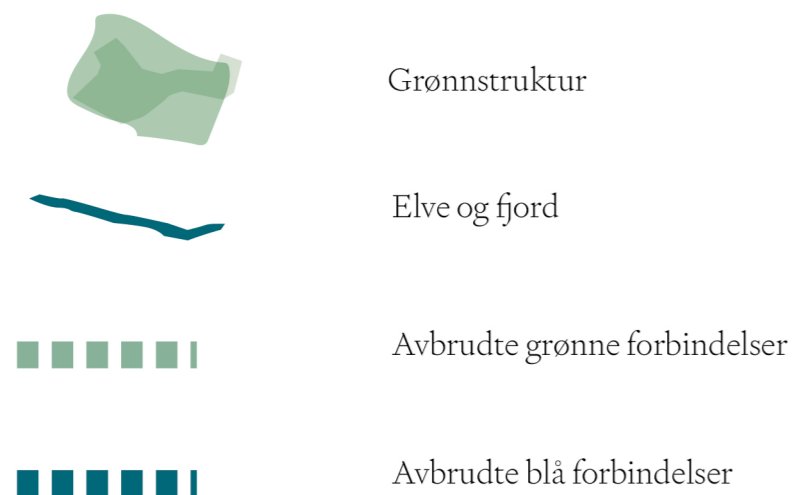 Grønnstruktur
Elve og fjord
Avbrudte grønne forbindelser
Avbrudte blå forbindelser